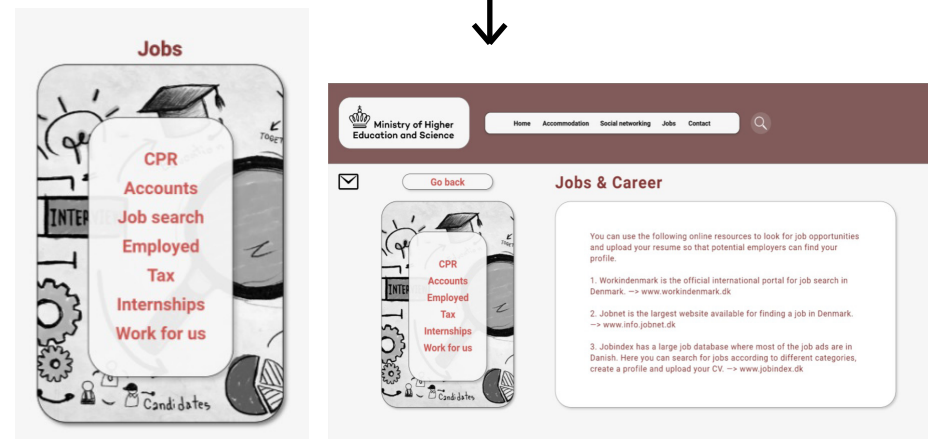 Jobs
TOGET
CPR
Accounts
INTER
Job search
Employed
Tax
Internships
Work for us
Candidates
Ministry of Higher
Education and Science
Home Accommodation Social networking Jobs Contact
Go back
Jobs & Career
CPR
INTE
Accounts
Employed
Tax
Internships
Work for us
Candidates
You can use the following online resources to look for job opportunities
and upload your resume so that potential employers can find your
profile.
1. Workindenmark is the official international portal for job search in
Denmark. —> www.workindenmark.dk
2. Jobnet is the largest website available for finding a job in Denmark.
—> www.info.jobnet.dk
3. Jobindex has a large job database where most of the job ads are in
Danish. Here you can search for jobs according to different categories,
create a profile and upload your CV. —> www.jobindex.dk